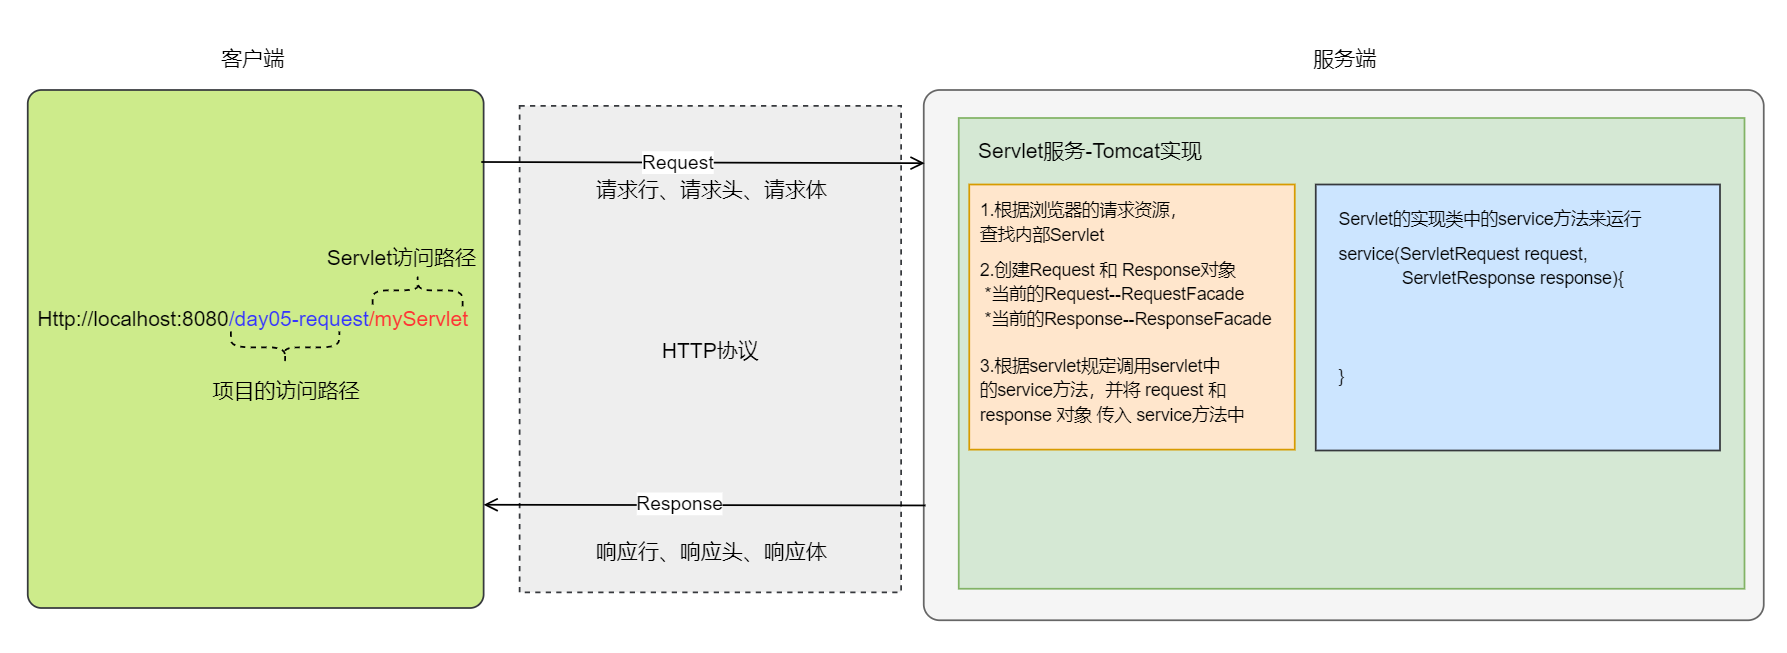 客户端
服务端
Request
请求行、请求头、请求体
Servlet访问路径
Http://localhost:8080/day05-request/myServlet
项目的访问路径
HTTP协议
Response
响应行、响应头、响应体
Servlet服务-Tomcat实现
1.根据浏览器的请求资源，
查找内部Servlet
2.创建Request 和 Response对象
*当前的Request--RequestFacade
*当前的Response--ResponseFacade
3.根据servlet规定调用servlet中
的service方法，并将 request 和
response 对象 传入 service方法中
Servlet的实现类中的service方法来运行
service(ServletRequest request,
ServletResponse response){
}